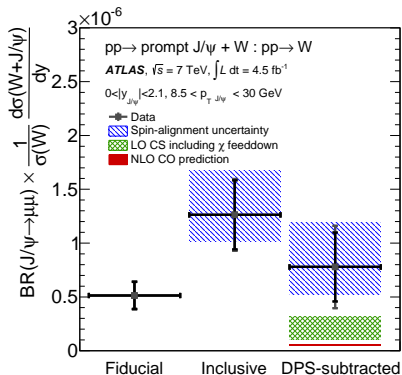 ×10⁻⁶
pp→ prompt J/ψ + W : pp→ W
ATLAS, √s = 7 TeV, ∫L dt = 4.5 fb⁻¹
0<|y_J/ψ|<2.1, 8.5 < p_T^J/ψ < 30 GeV
Data
Spin-alignment uncertainty
LO CS including χ feeddown
NLO CO prediction
BR(J/ψ→μμ) × 1/σ(W) dσ(W+J/ψ)/dy
3
2.5
2
1.5
1
0.5
0
Fiducial Inclusive DPS-subtracted